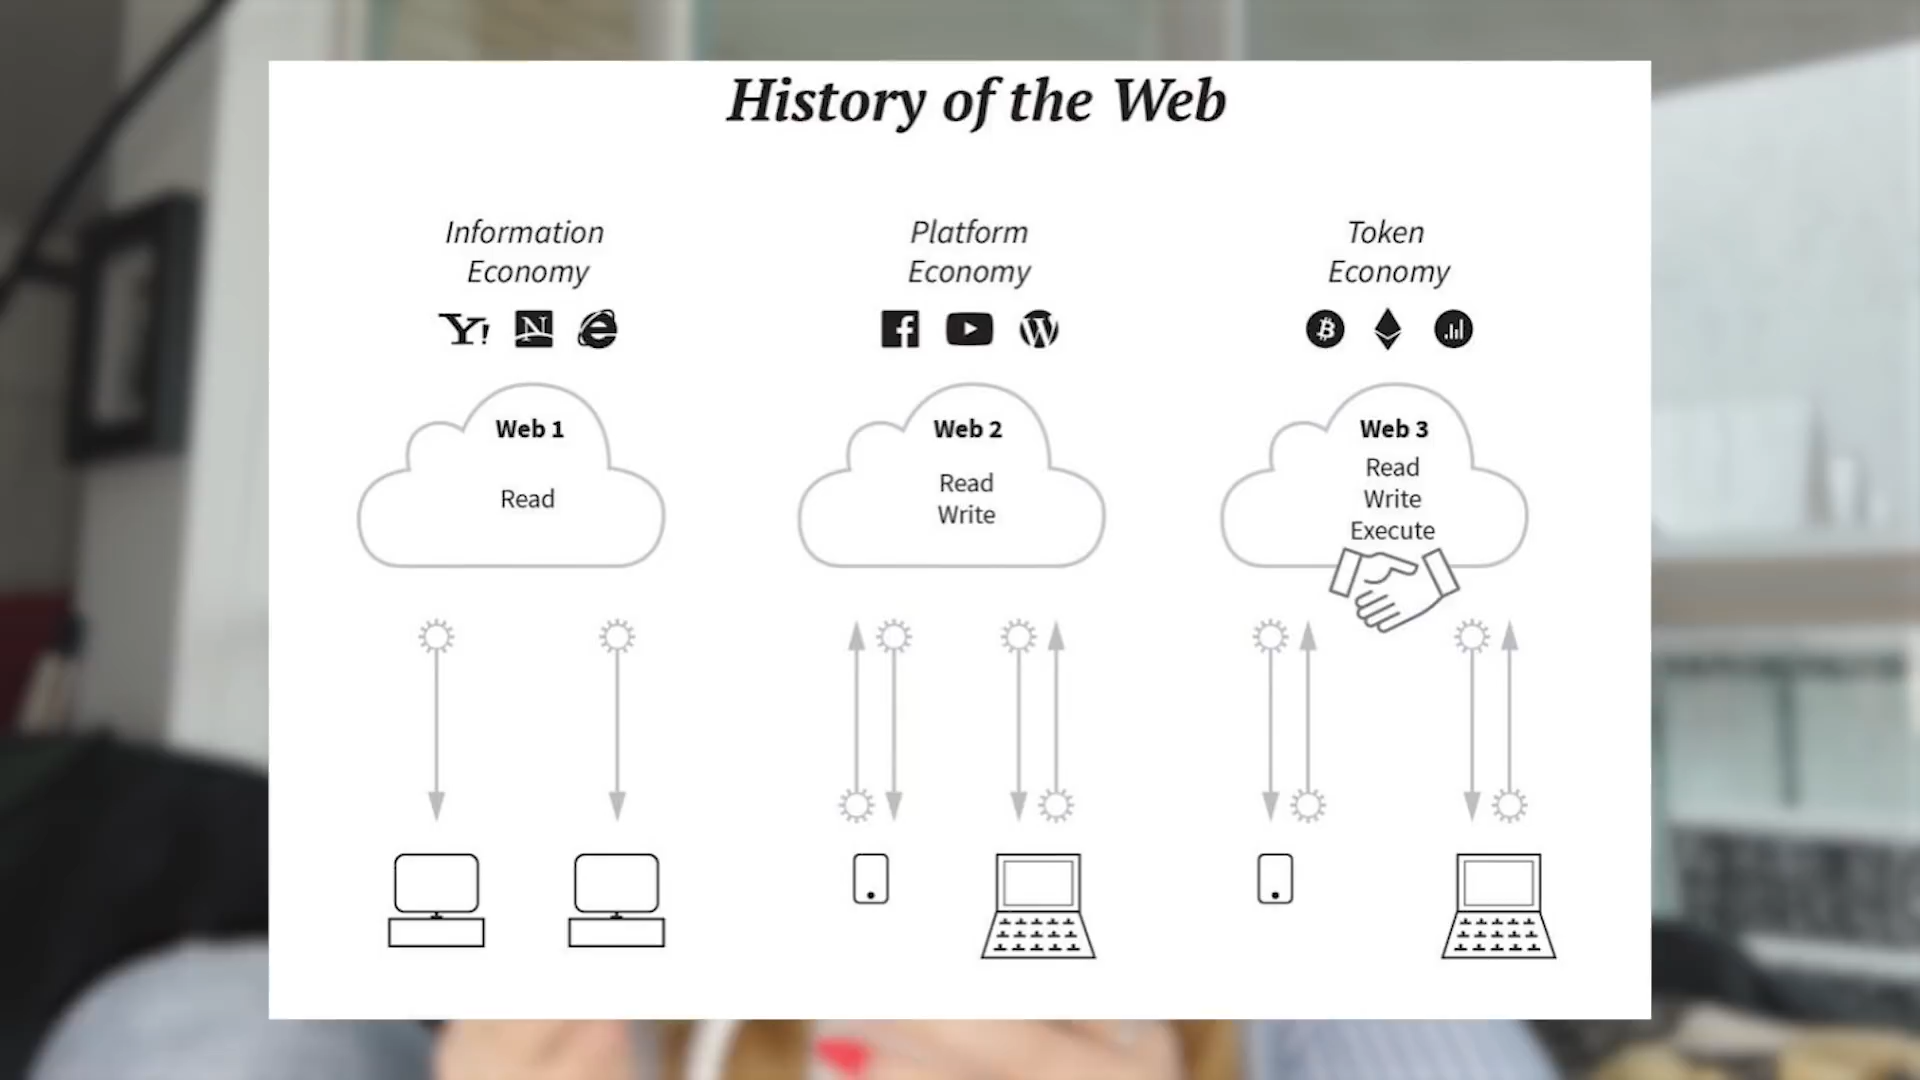 History of the Web
Information
Economy
Y!
N
e
Platform
Economy
f
W
Token
Economy
B
Web 1
Read
Web 2
Read
Write
Web 3
Read
Write
Execute